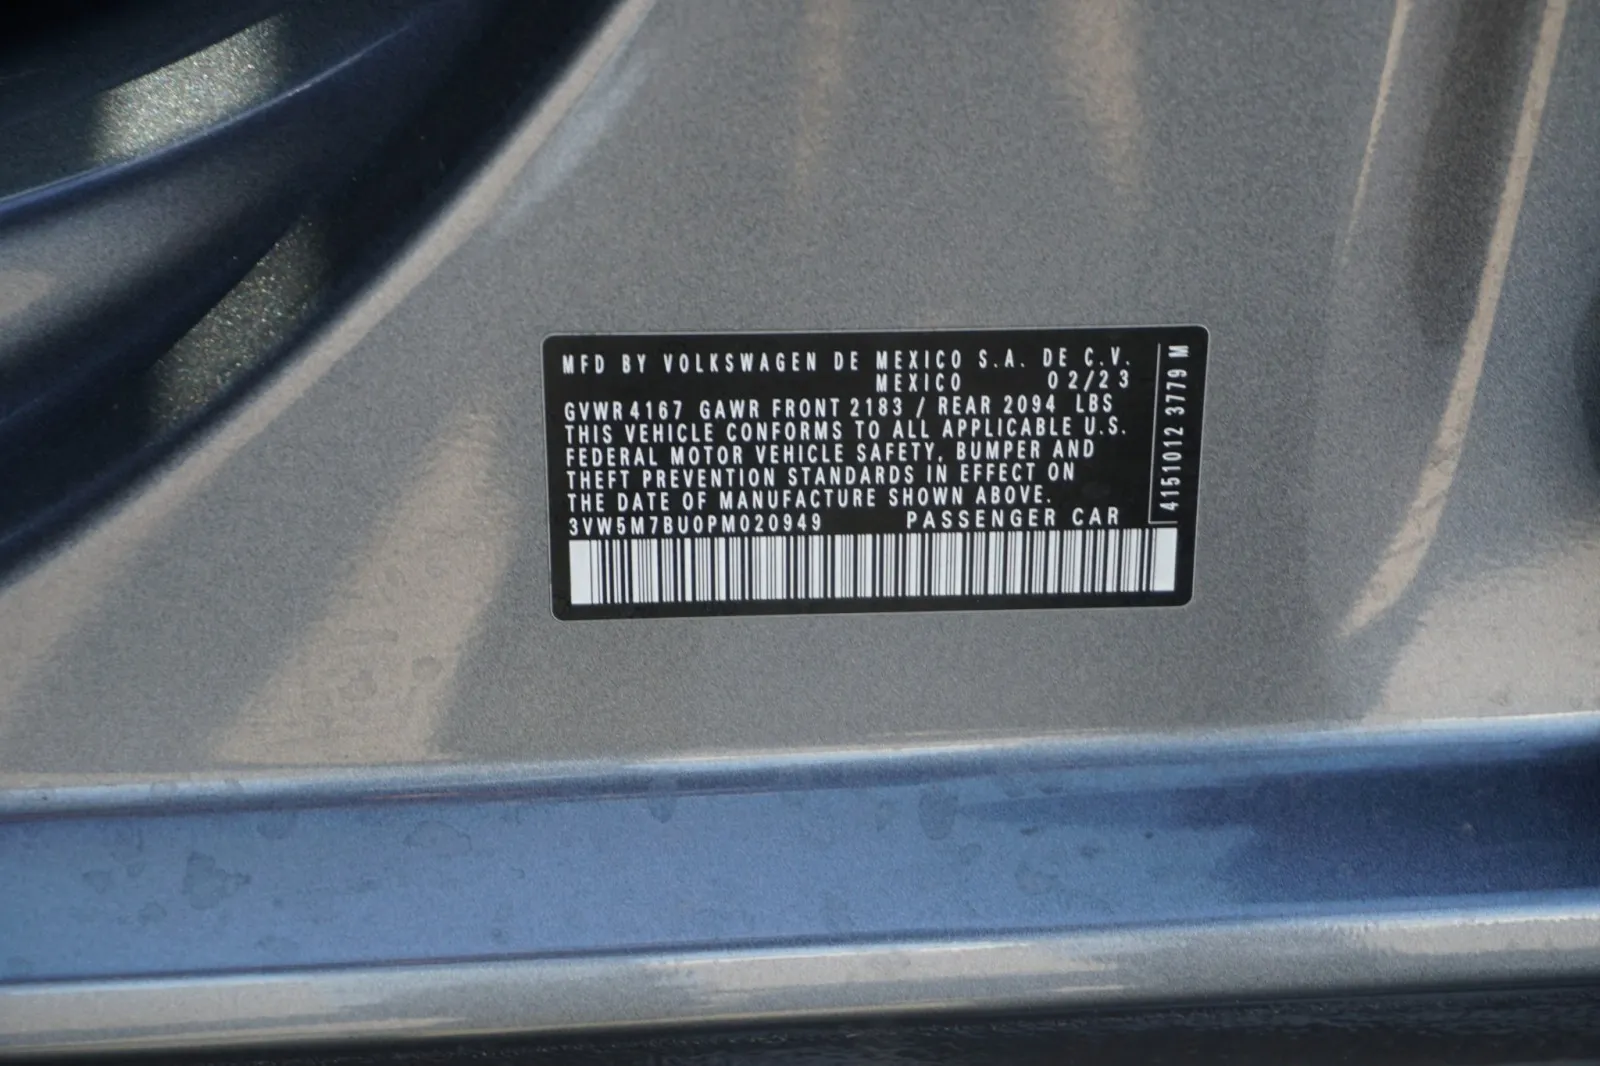 MFD BY VOLKSWAGEN DE MEXICO S.A. DE C.V.
MEXICO 02/23
GVWR 4167 GAWR FRONT 2183 / REAR 2094 LBS
THIS VEHICLE CONFORMS TO ALL APPLICABLE U.S.
FEDERAL MOTOR VEHICLE SAFETY, BUMPER AND
THEFT PREVENTION STANDARDS IN EFFECT ON
THE DATE OF MANUFACTURE SHOWN ABOVE.
3VW5M7BU0PM020949 PASSENGER CAR
4151012 3779 M